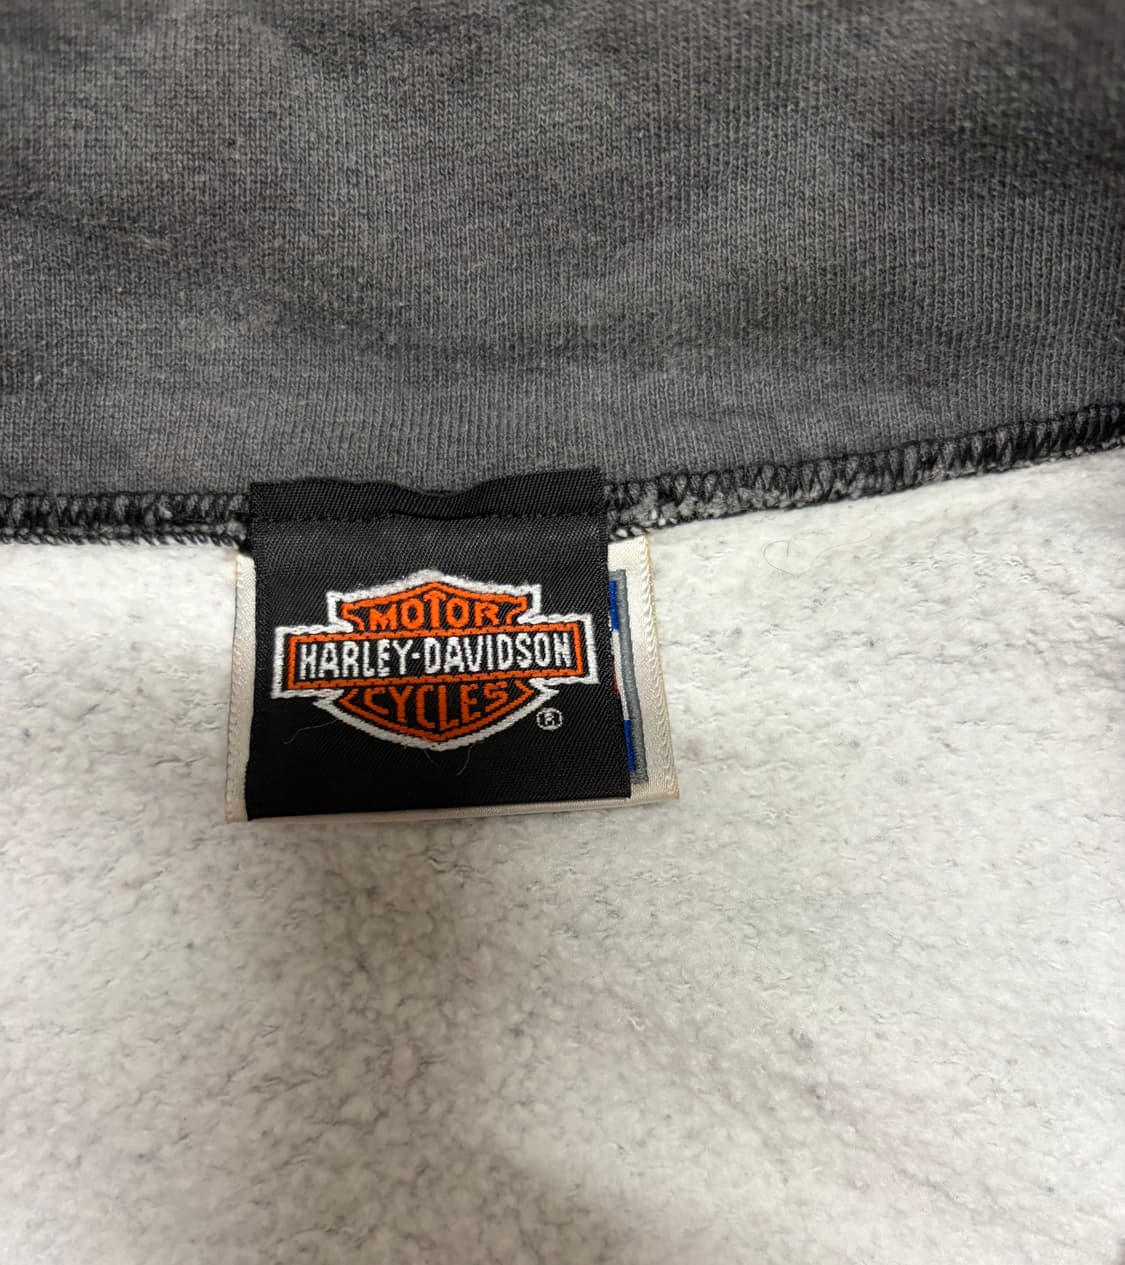 MOTOR
HARLEY-DAVIDSON
CYCLES
®